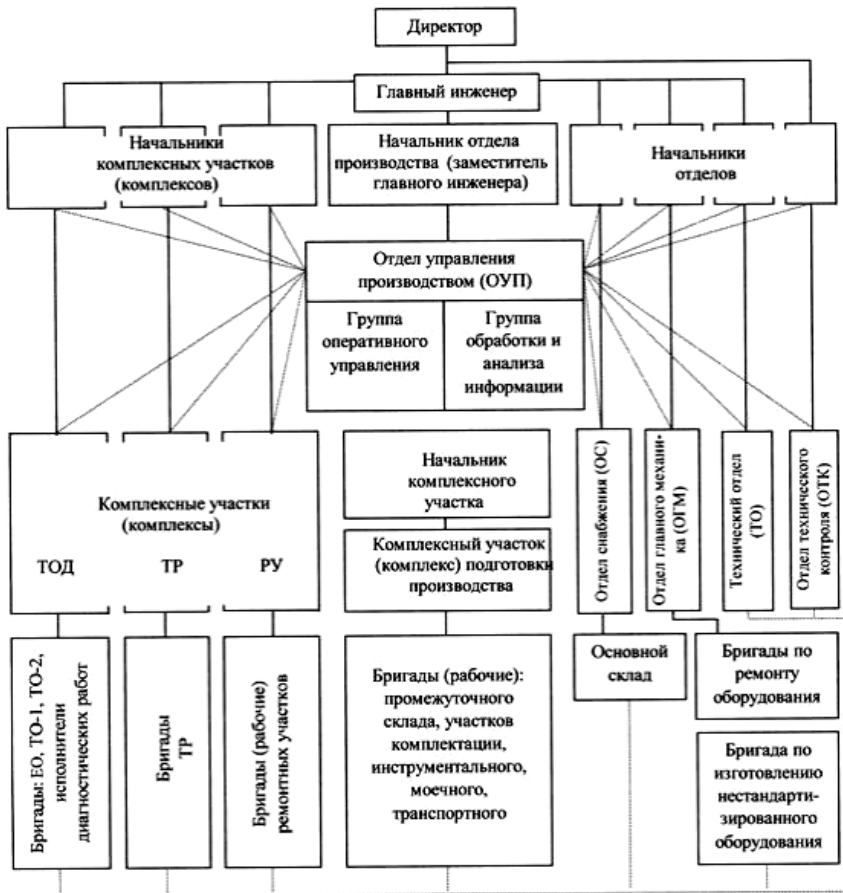 Директор
Главный инженер
Начальники
комплексных участков
(комплексов)
Начальник отдела
производства (заместитель
главного инженера)
Начальники
отделов
Отдел управления
производством (ОУП)
Группа
оперативного
управления
Группа
обработки и
анализа
информации
Комплексные участки
(комплексы)
ТОД
ТР
РУ
Начальник
комплексного
участка
Комплексный участок
(комплекс) подготовки
производства
Отдел снабжения (ОС)
Отдел главного механи-
ка (ОГМ)
Технический отдел
(ТО)
Отдел технического
контроля (ОТК)
Бригады: ЕО, ТО-1, ТО-2,
исполнители
диагностических работ
Бригады
ТР
Бригады (рабочие)
ремонтных участков
Бригады (рабочие):
промежуточного
склада, участков
комплектации,
инструментального,
моечного,
транспортного
Основной
склад
Бригады по
ремонту
оборудования
Бригада по
изготовлению
нестандарти-
зированного
оборудования